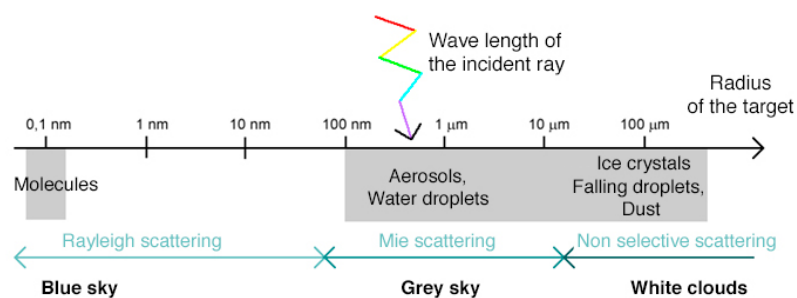 Wave length of
the incident ray
Radius
of the target
0,1 nm 1 nm 10 nm 100 nm 1 µm 10 µm 100 µm
Molecules
Aerosols,
Water droplets
Ice crystals
Falling droplets,
Dust
Rayleigh scattering Mie scattering Non selective scattering
Blue sky Grey sky White clouds